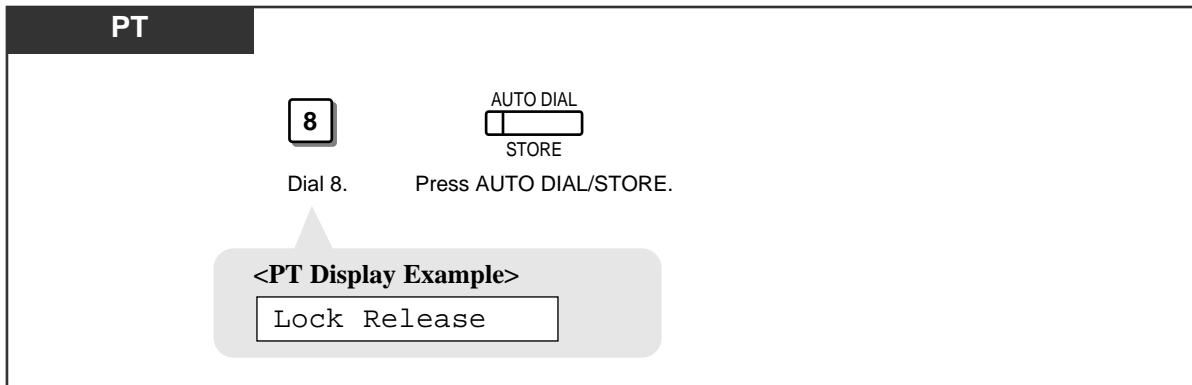 PT
8
AUTO DIAL
STORE
Dial 8.
Press AUTO DIAL/STORE.
<PT Display Example>
Lock Release